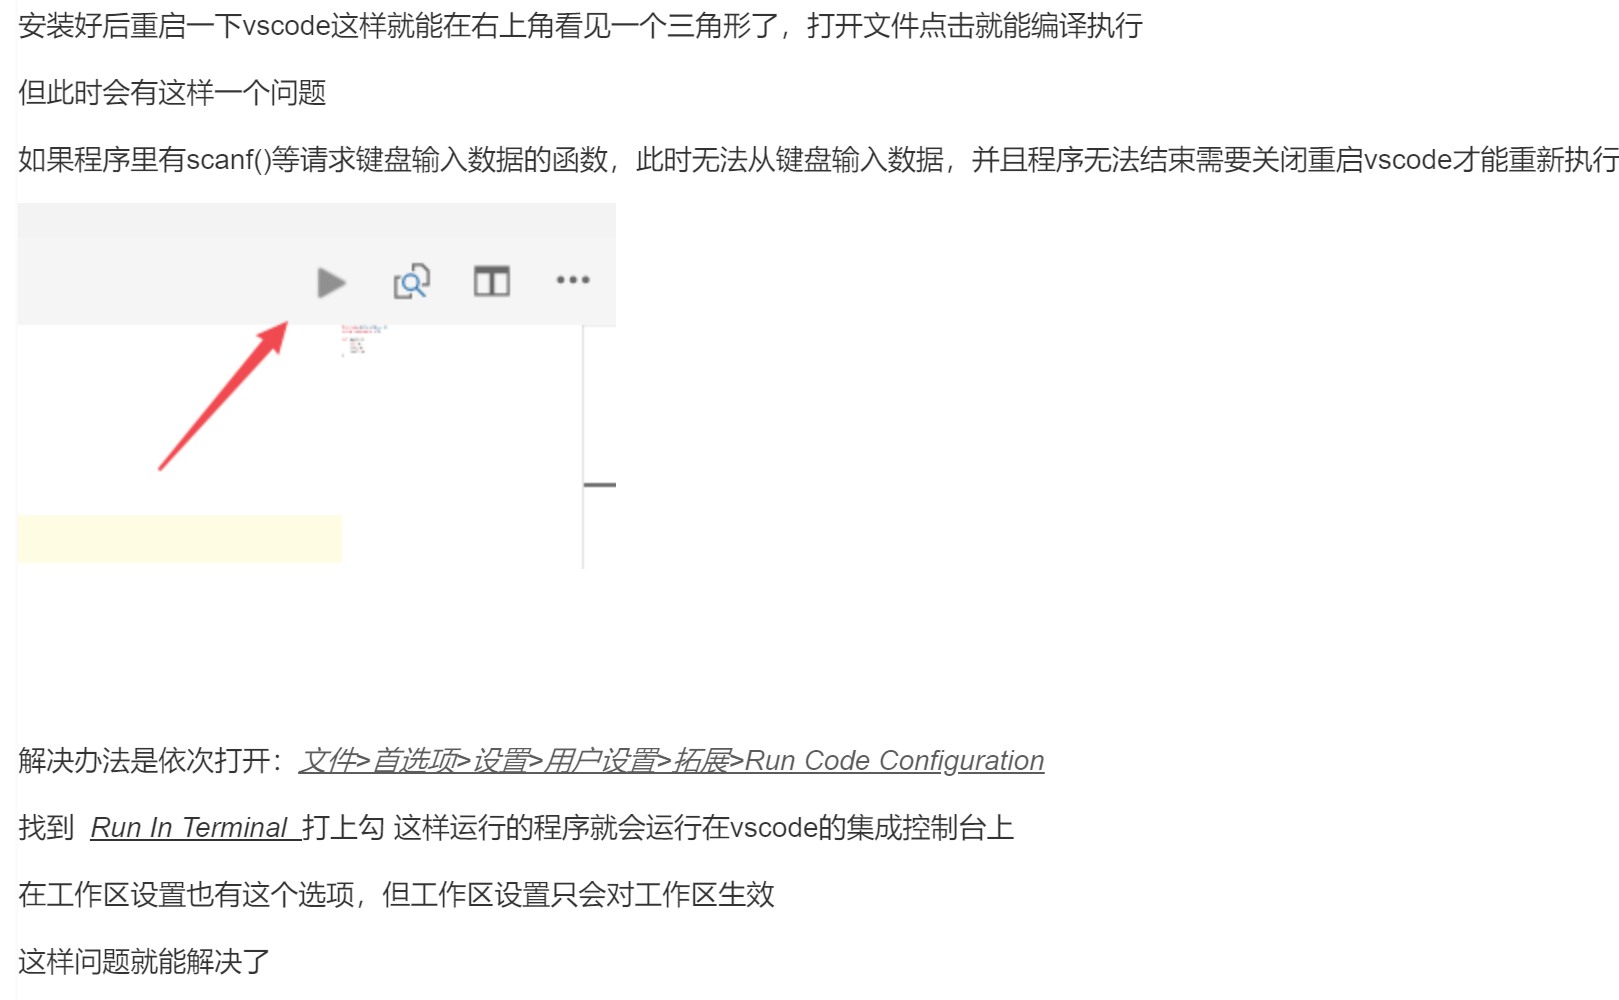 安装好后重启一下vscode这样就能在右上角看见一个三角形了，打开文件点击就能编译执行
但此时会有这样一个问题
如果程序里有scanf()等请求键盘输入数据的函数，此时无法从键盘输入数据，并且程序无法结束需要关闭重启vscode才能重新执行
解决办法是依次打开：文件>首选项>设置>用户设置>拓展>Run Code Configuration
找到 Run In Terminal 打上勾 这样运行的程序就会运行在vscode的集成控制台上
在工作区设置也有这个选项，但工作区设置只会对工作区生效
这样问题就能解决了